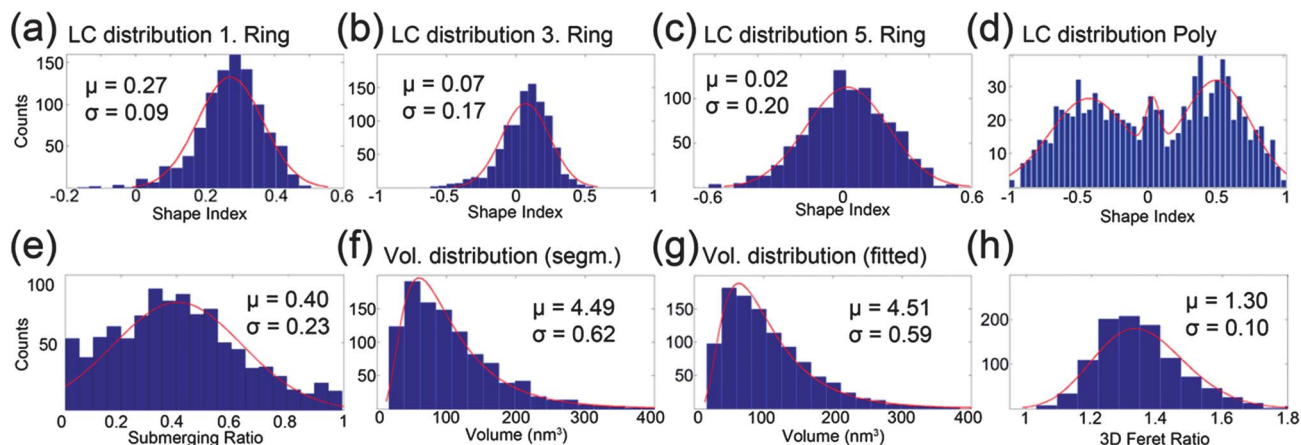 (a) LC distribution 1. Ring
150
100
50
Counts
μ = 0.27
σ = 0.09
-0.2 0 0.2 0.4 0.6
Shape Index
(b) LC distribution 3. Ring
150
100
50
0
μ = 0.07
σ = 0.17
-1 -0.5 0 0.5 1
Shape Index
(c) LC distribution 5. Ring
100
50
μ = 0.02
σ = 0.20
-0.6 0 0.6
Shape Index
(d) LC distribution Poly
30
20
10
-1 -0.5 0 0.5 1
Shape Index
(e)
100
50
Counts
μ = 0.40
σ = 0.23
0 0.2 0.4 0.6 0.8 1
Submerging Ratio
(f) Vol. distribution (segm.)
150
100
50
μ = 4.49
σ = 0.62
0 100 200 300 400
Volume (nm³)
(g) Vol. distribution (fitted)
150
100
50
μ = 4.51
σ = 0.59
0 100 200 300 400
Volume (nm³)
(h)
200
100
μ = 1.30
σ = 0.10
1 1.2 1.4 1.6 1.8
3D Feret Ratio